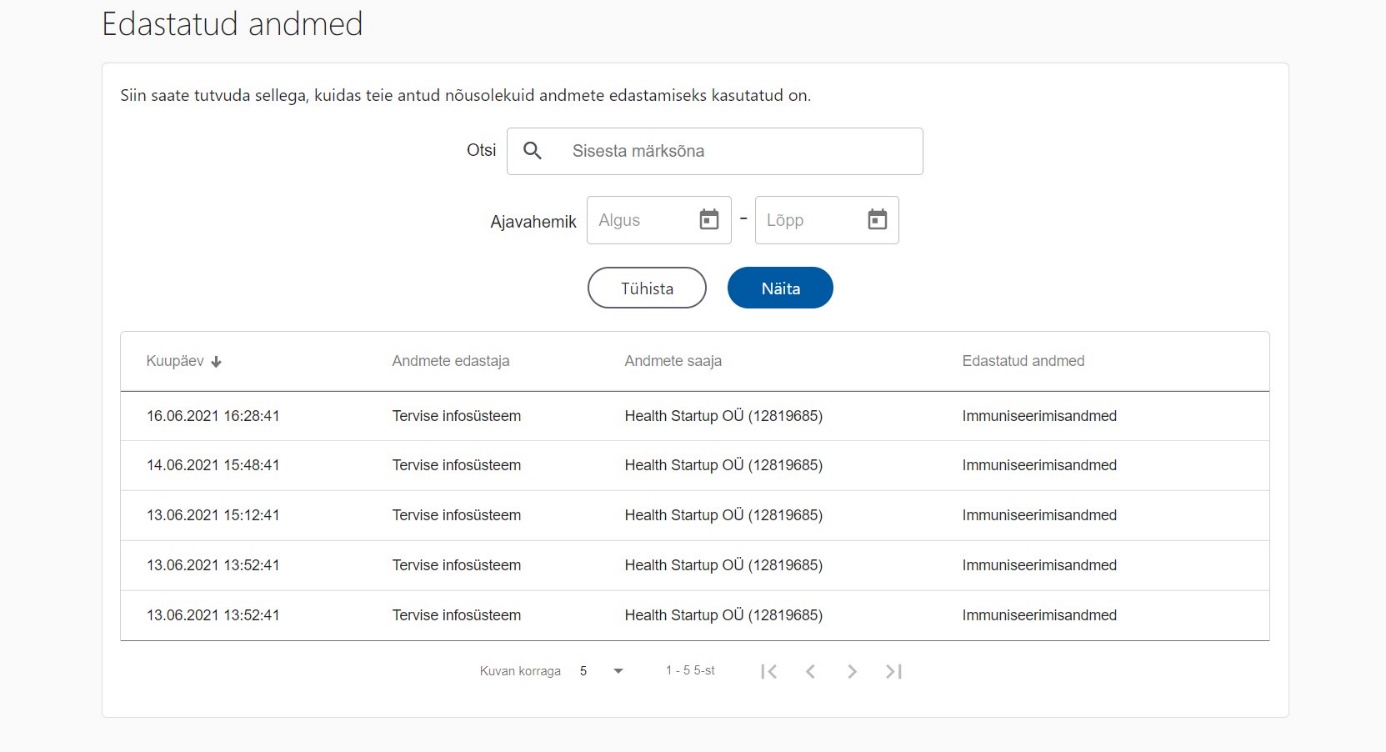 Edastatud andmed
Siin saate tutvuda sellega, kuidas teie antud nõusolekuid andmete edastamiseks kasutatud on.
Otsi Sisesta märksõna
Ajavahemik Algus - Lõpp
Tühista Näita
Kuupäev Andmete edastaja Andmete saaja Edastatud andmed
16.06.2021 16:28:41 Tervise infosüsteem Health Startup OÜ (12819685) Immuniseerimisandmed
14.06.2021 15:48:41 Tervise infosüsteem Health Startup OÜ (12819685) Immuniseerimisandmed
13.06.2021 15:12:41 Tervise infosüsteem Health Startup OÜ (12819685) Immuniseerimisandmed
13.06.2021 13:52:41 Tervise infosüsteem Health Startup OÜ (12819685) Immuniseerimisandmed
13.06.2021 13:52:41 Tervise infosüsteem Health Startup OÜ (12819685) Immuniseerimisandmed
Kuvan korraga 5 1 - 5 5-st